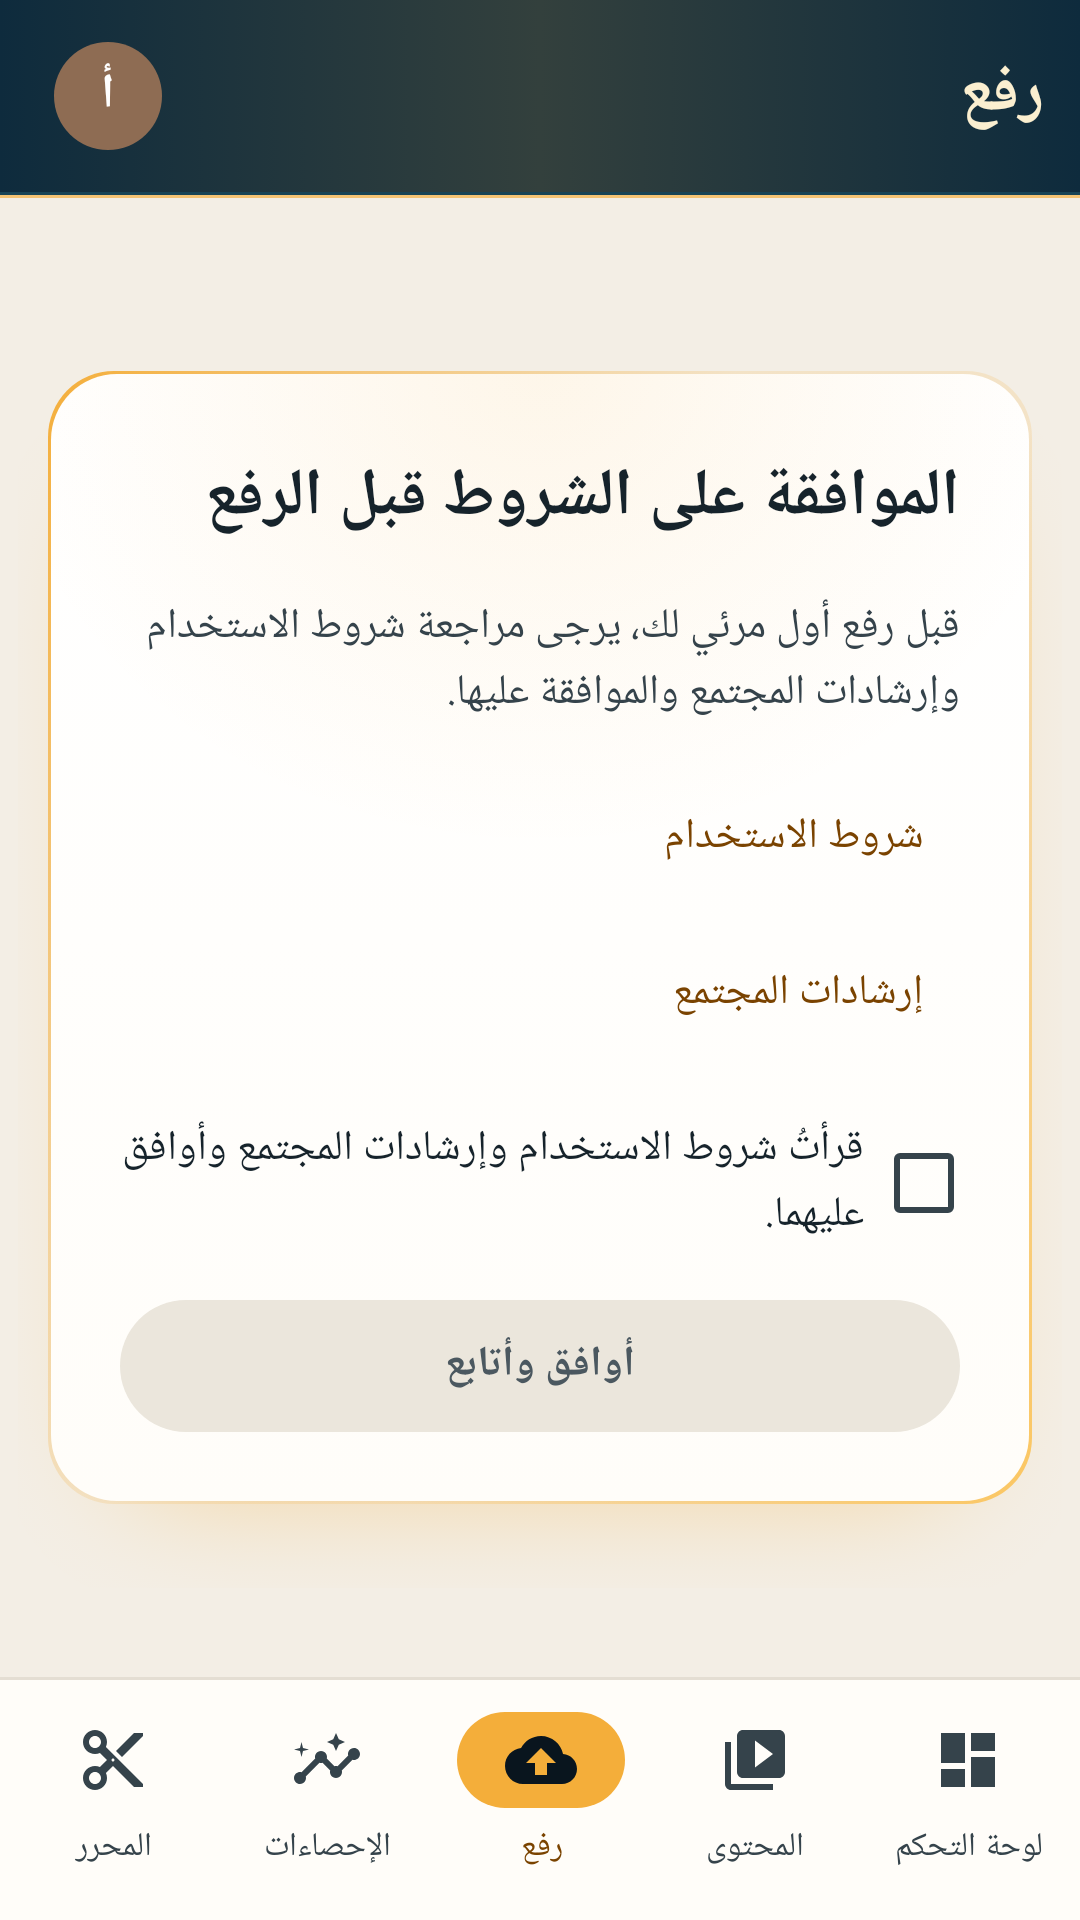 رفع
أ
الموافقة على الشروط قبل الرفع
قبل رفع أول مرئي لك، يرجى مراجعة شروط الاستخدام
وإرشادات المجتمع والموافقة عليها.
شروط الاستخدام
إرشادات المجتمع
قرأتُ شروط الاستخدام وإرشادات المجتمع وأوافق
عليهما.
أوافق وأتابع
لوحة التحكم
المحتوى
رفع
الإحصاءات
المحرر